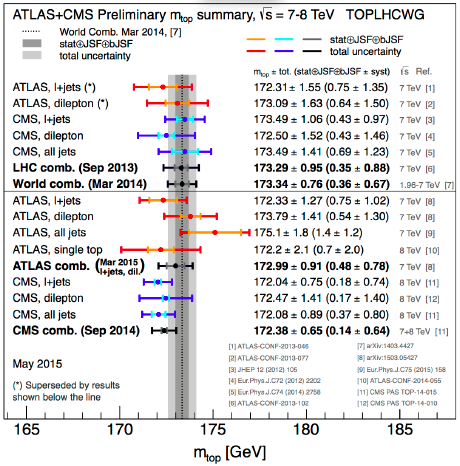 ATLAS+CMS Preliminary mtop summary, √s = 7-8 TeV TOPLHCWG
World Comb. Mar 2014, [7]
stat⊕JSF⊕bJSF
total uncertainty
stat⊕JSF⊕bJSF
total uncertainty
mtop ± tot. (stat⊕JSF⊕bJSF ± syst) √s Ref.
ATLAS, l+jets (*) 172.31 ± 1.55 (0.75 ± 1.35) 7 TeV [1]
ATLAS, dilepton (*) 173.09 ± 1.63 (0.64 ± 1.50) 7 TeV [2]
CMS, l+jets 173.49 ± 1.06 (0.43 ± 0.97) 7 TeV [3]
CMS, dilepton 172.50 ± 1.52 (0.43 ± 1.46) 7 TeV [4]
CMS, all jets 173.49 ± 1.41 (0.69 ± 1.23) 7 TeV [5]
LHC comb. (Sep 2013) 173.29 ± 0.95 (0.35 ± 0.88) 7 TeV [6]
World comb. (Mar 2014) 173.34 ± 0.76 (0.36 ± 0.67) 1.96-7 TeV [7]
ATLAS, l+jets 172.33 ± 1.27 (0.75 ± 1.02) 7 TeV [8]
ATLAS, dilepton 173.79 ± 1.41 (0.54 ± 1.30) 7 TeV [8]
ATLAS, all jets 175.1 ± 1.8 (1.4 ± 1.2) 7 TeV [9]
ATLAS, single top 172.2 ± 2.1 (0.7 ± 2.0) 8 TeV [10]
ATLAS comb. (Mar 2015 l+jets, dil.) 172.99 ± 0.91 (0.48 ± 0.78) 7 TeV [8]
CMS, l+jets 172.04 ± 0.75 (0.18 ± 0.74) 8 TeV [11]
CMS, dilepton 172.47 ± 1.41 (0.17 ± 1.40) 8 TeV [12]
CMS, all jets 172.08 ± 0.89 (0.37 ± 0.80) 8 TeV [11]
CMS comb. (Sep 2014) 172.38 ± 0.65 (0.14 ± 0.64) 7+8 TeV [11]
May 2015
(*) Superseded by results
shown below the line
[1] ATLAS-CONF-2013-046
[2] ATLAS-CONF-2013-077
[3] JHEP 12 (2012) 105
[4] Eur.Phys.J.C72 (2012) 2202
[5] Eur.Phys.J.C74 (2014) 2758
[6] ATLAS-CONF-2013-102
[7] arXiv:1403.4427
[8] arXiv:1503.05427
[9] Eur.Phys.J.C75 (2015) 158
[10] ATLAS-CONF-2014-055
[11] CMS PAS TOP-14-015
[12] CMS PAS TOP-14-010
165 170 175 180 185
mtop [GeV]